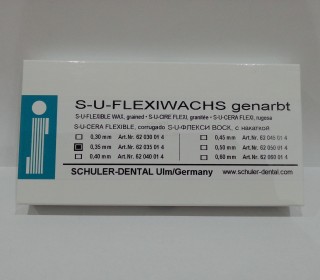 S-U-FLEXIWACHS genarbt
S-U-FLEXIBLE WAX, grained • S-U-CIRE FLEXI, granitée • S-U-CERA FLEXI, rugosa
S-U-CERA FLEXIBLE, corrugado S-U-ФЛЕКСИ ВОСК, с накаткой
0,30 mm Art.Nr. 62 030 01 4 0,45 mm Art.Nr. 62 045 01 4
0,35 mm Art.Nr. 62 035 01 4 0,50 mm Art.Nr. 62 050 01 4
0,40 mm Art.Nr. 62 040 01 4 0,60 mm Art.Nr. 62 060 01 4
SCHULER-DENTAL Ulm/Germany www.schuler-dental.com